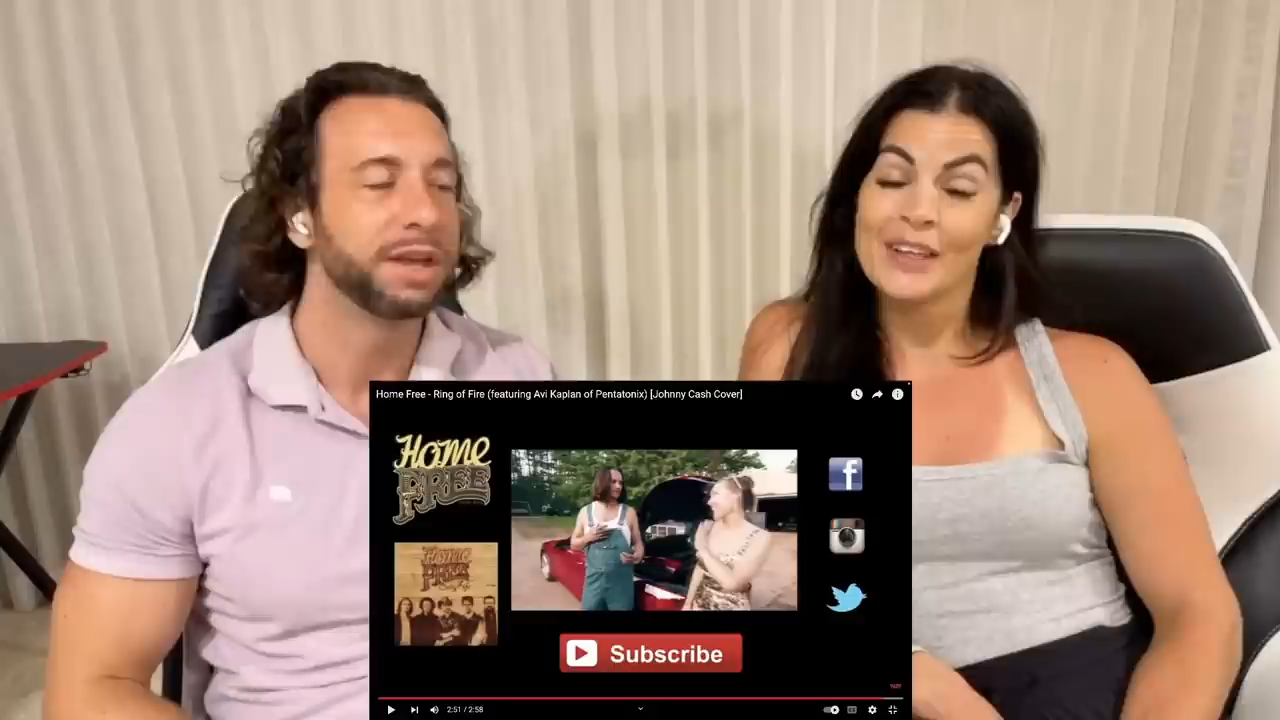 Home Free - Ring of Fire (featuring Avi Kaplan of Pentatonix) [Johnny Cash Cover]
HOME
FREE
HOME
FREE
f
Subscribe
2:51 / 2:58